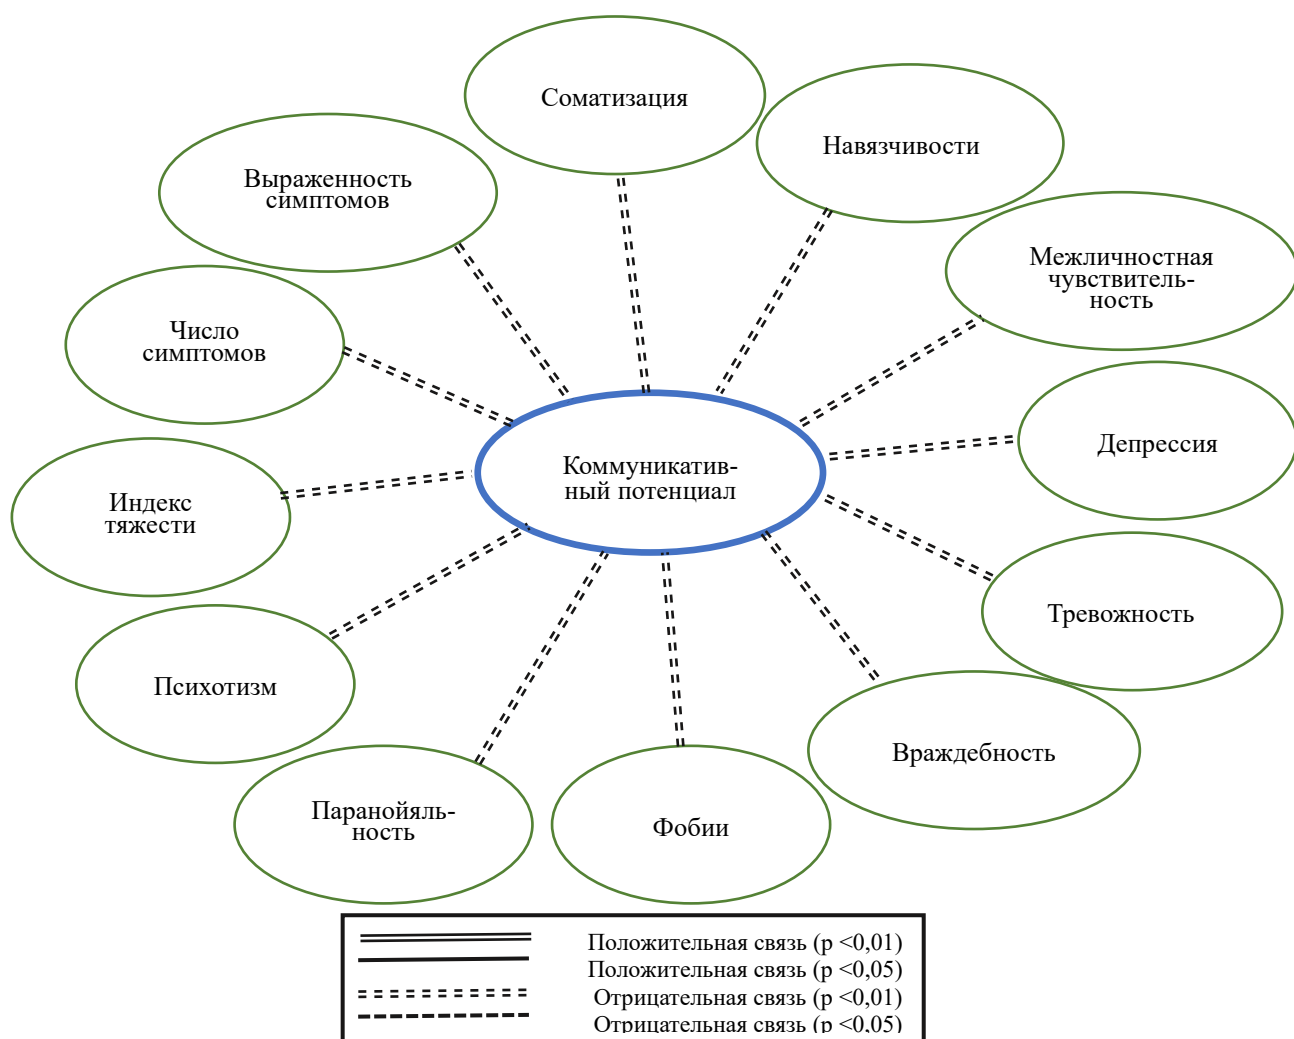 Соматизация
Навязчивости
Выраженность
симптомов
Межличностная
чувствитель-
ность
Число
симптомов
Депрессия
Коммуникатив-
ный потенциал
Индекс
тяжести
Тревожность
Психотизм
Враждебность
Паранойяль-
ность
Фобии
Положительная связь (p <0,01)
Положительная связь (p <0,05)
Отрицательная связь (p <0,01)
Отрицательная связь (p <0,05)